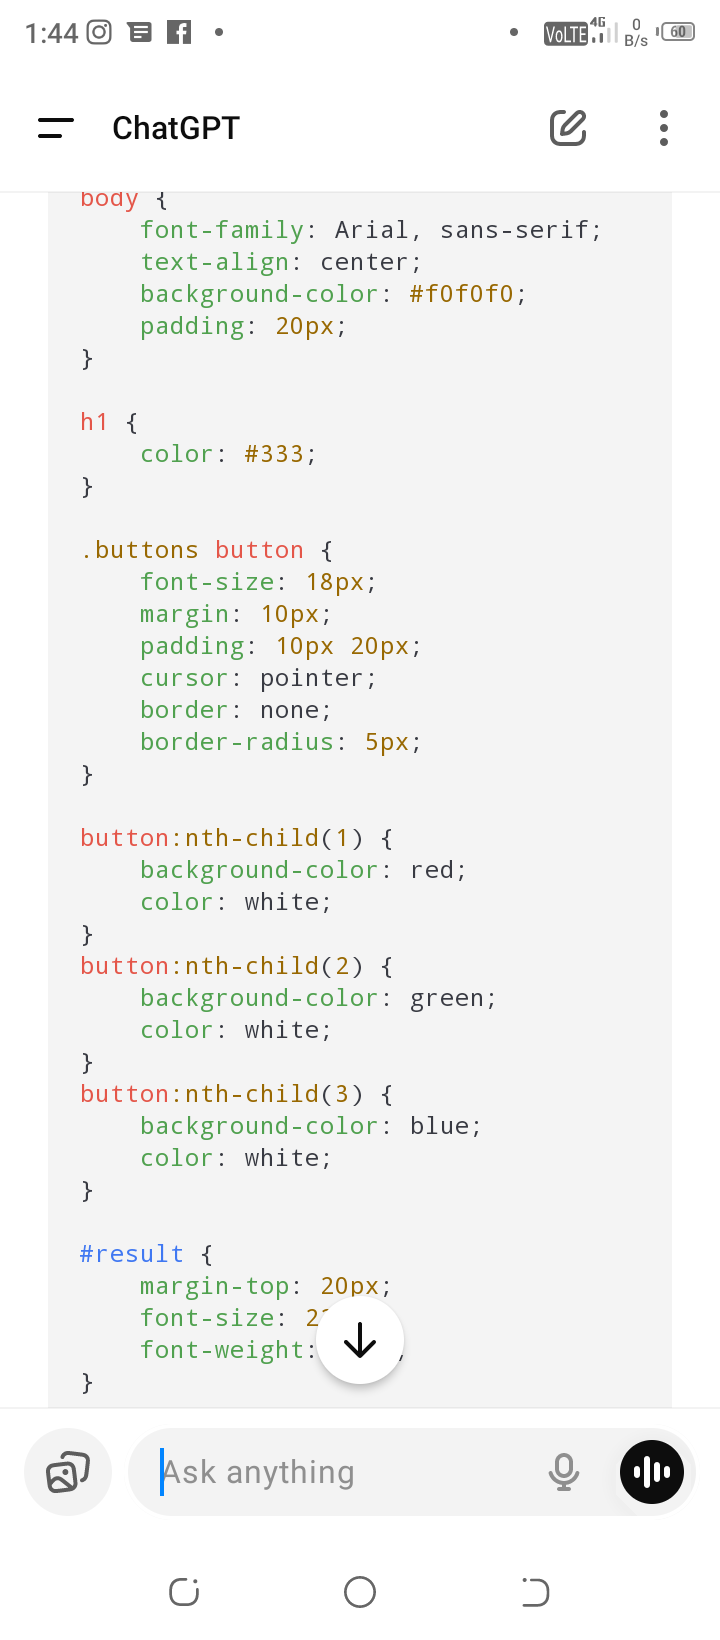 1:44
VoLTE 4G 0 B/s 60
ChatGPT
body {
    font-family: Arial, sans-serif;
    text-align: center;
    background-color: #f0f0f0;
    padding: 20px;
}

h1 {
    color: #333;
}

.buttons button {
    font-size: 18px;
    margin: 10px;
    padding: 10px 20px;
    cursor: pointer;
    border: none;
    border-radius: 5px;
}

button:nth-child(1) {
    background-color: red;
    color: white;
}
button:nth-child(2) {
    background-color: green;
    color: white;
}
button:nth-child(3) {
    background-color: blue;
    color: white;
}

#result {
    margin-top: 20px;
    font-size:
    font-weight:
}
Ask anything